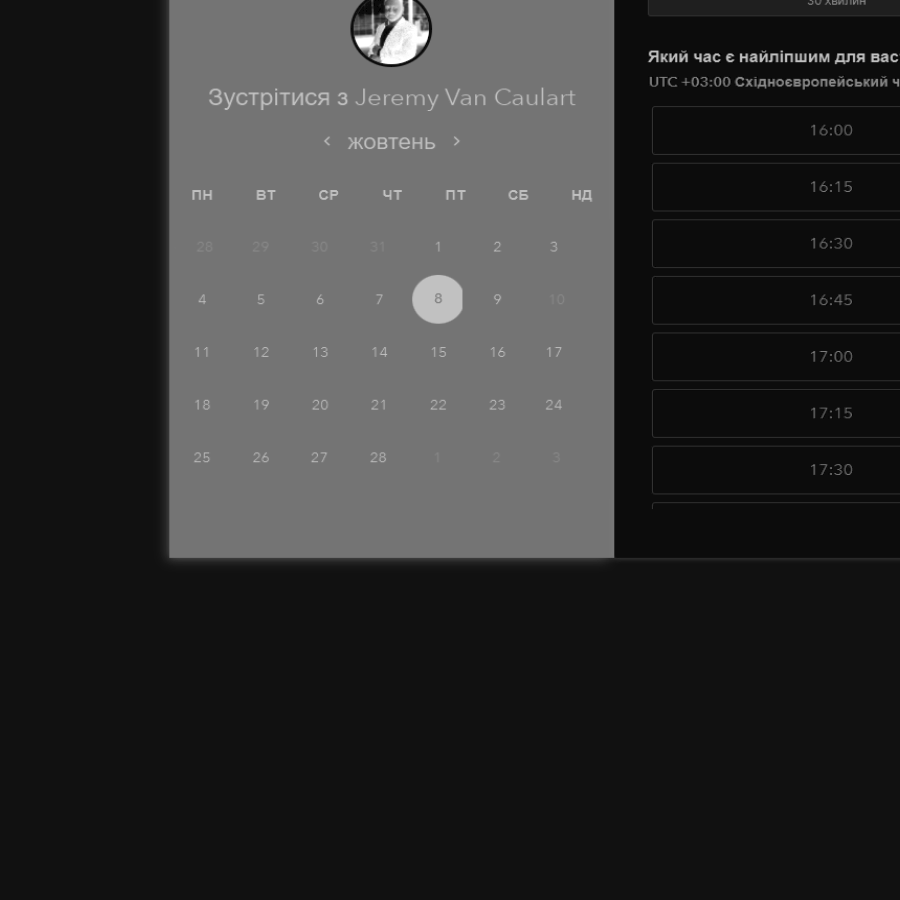 Зустрітися з Jeremy Van Caulart
< жовтень >
ПН ВТ СР ЧТ ПТ СБ НД
28 29 30 31 1 2 3
4 5 6 7 8 9 10
11 12 13 14 15 16 17
18 19 20 21 22 23 24
25 26 27 28 1 2 3
30 хвилин
Який час є найліпшим для вас
UTC +03:00 Східноєвропейський ч
16:00
16:15
16:30
16:45
17:00
17:15
17:30